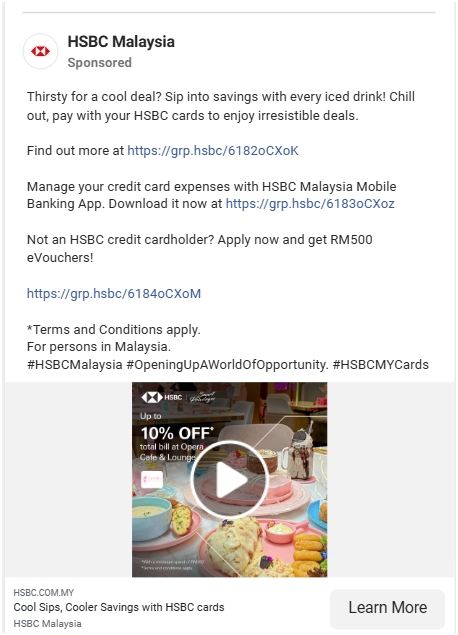 HSBC Malaysia
Sponsored
Thirsty for a cool deal? Sip into savings with every iced drink! Chill
out, pay with your HSBC cards to enjoy irresistible deals.
Find out more at https://grp.hsbc/6182oCXoK
Manage your credit card expenses with HSBC Malaysia Mobile
Banking App. Download it now at https://grp.hsbc/6183oCXoz
Not an HSBC credit cardholder? Apply now and get RM500
eVouchers!
https://grp.hsbc/6184oCXoM
*Terms and Conditions apply.
For persons in Malaysia.
#HSBCMalaysia #OpeningUpAWorldOfOpportunity. #HSBCMYCards
HSBC
Up to
10% OFF*
total bill at Opera
Cafe & Lounge
*Terms and conditions apply.
HSBC.COM.MY
Cool Sips, Cooler Savings with HSBC cards
HSBC Malaysia
Learn More